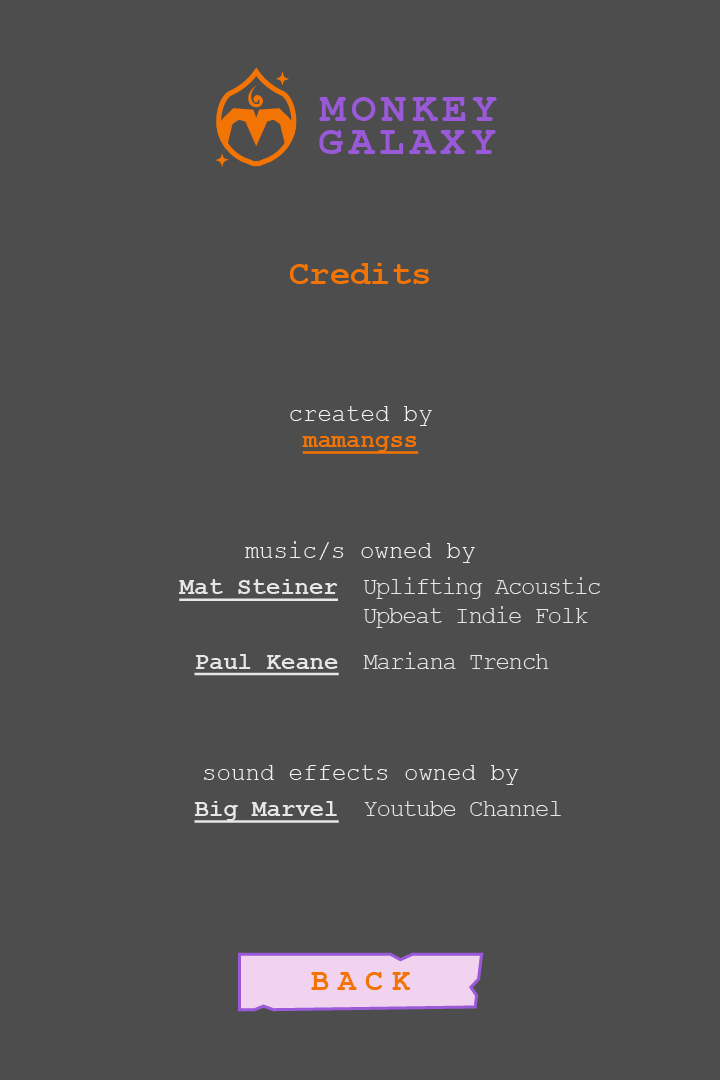 MONKEY
GALAXY
Credits
created by
mamangss
music/s owned by
Mat Steiner Uplifting Acoustic
Upbeat Indie Folk
Paul Keane Mariana Trench
sound effects owned by
Big Marvel Youtube Channel
BACK